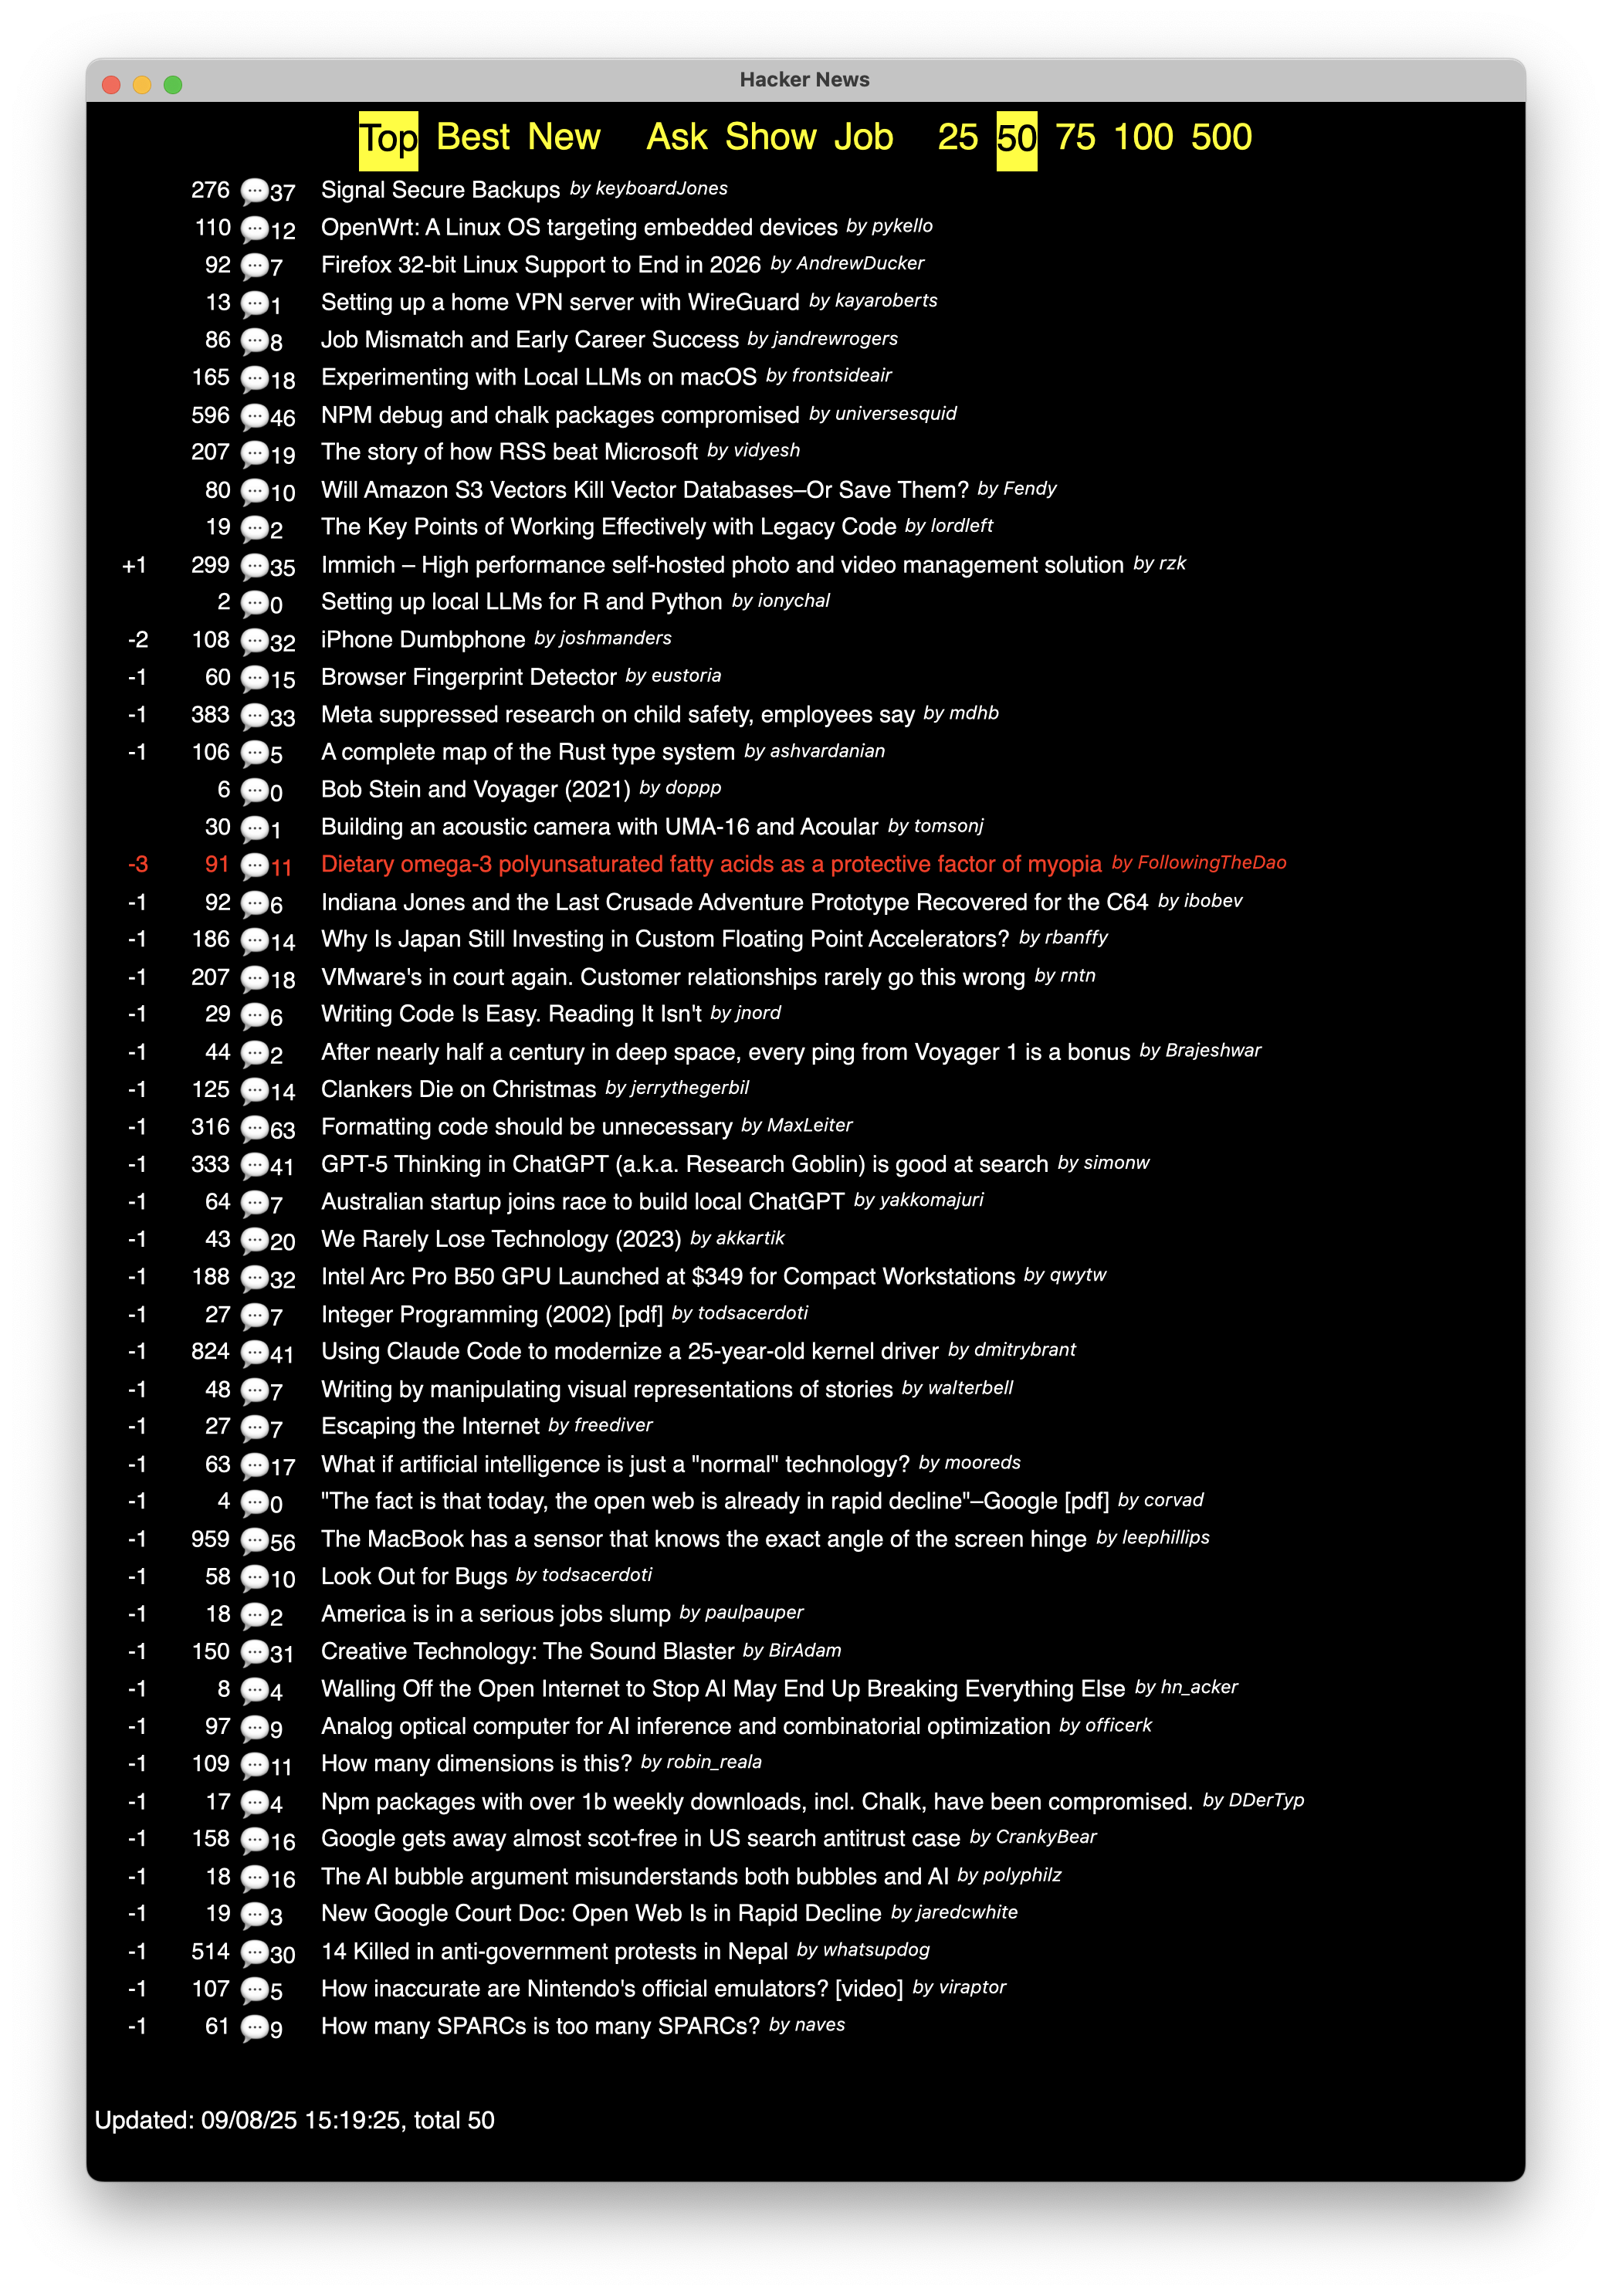 Hacker News
Top Best New Ask Show Job 25 50 75 100 500
276 37 Signal Secure Backups by keyboardJones
110 12 OpenWrt: A Linux OS targeting embedded devices by pykello
92 7 Firefox 32-bit Linux Support to End in 2026 by AndrewDucker
13 1 Setting up a home VPN server with WireGuard by kayaroberts
86 8 Job Mismatch and Early Career Success by jandrewrogers
165 18 Experimenting with Local LLMs on macOS by frontsideair
596 46 NPM debug and chalk packages compromised by universesquid
207 19 The story of how RSS beat Microsoft by vidyesh
80 10 Will Amazon S3 Vectors Kill Vector Databases—Or Save Them? by Fendy
19 2 The Key Points of Working Effectively with Legacy Code by lordleft
+1 299 35 Immich – High performance self-hosted photo and video management solution by rzk
2 0 Setting up local LLMs for R and Python by ionychal
-2 108 32 iPhone Dumbphone by joshmanders
-1 60 15 Browser Fingerprint Detector by eustoria
-1 383 33 Meta suppressed research on child safety, employees say by mdhb
-1 106 5 A complete map of the Rust type system by ashvardanian
6 0 Bob Stein and Voyager (2021) by doppp
30 1 Building an acoustic camera with UMA-16 and Acoular by tomsonj
-3 91 11 Dietary omega-3 polyunsaturated fatty acids as a protective factor of myopia by FollowingTheDao
-1 92 6 Indiana Jones and the Last Crusade Adventure Prototype Recovered for the C64 by ibobev
-1 186 14 Why Is Japan Still Investing in Custom Floating Point Accelerators? by rbanffy
-1 207 18 VMware's in court again. Customer relationships rarely go this wrong by rntn
-1 29 6 Writing Code Is Easy. Reading It Isn't by jnord
-1 44 2 After nearly half a century in deep space, every ping from Voyager 1 is a bonus by Brajeshwar
-1 125 14 Clankers Die on Christmas by jerrythegerbil
-1 316 63 Formatting code should be unnecessary by MaxLeiter
-1 333 41 GPT-5 Thinking in ChatGPT (a.k.a. Research Goblin) is good at search by simonw
-1 64 7 Australian startup joins race to build local ChatGPT by yakkomajuri
-1 43 20 We Rarely Lose Technology (2023) by akkartik
-1 188 32 Intel Arc Pro B50 GPU Launched at $349 for Compact Workstations by qwytw
-1 27 7 Integer Programming (2002) [pdf] by todsacerdoti
-1 824 41 Using Claude Code to modernize a 25-year-old kernel driver by dmitrybrant
-1 48 7 Writing by manipulating visual representations of stories by walterbell
-1 27 7 Escaping the Internet by freediver
-1 63 17 What if artificial intelligence is just a "normal" technology? by mooreds
-1 4 0 "The fact is that today, the open web is already in rapid decline"–Google [pdf] by corvad
-1 959 56 The MacBook has a sensor that knows the exact angle of the screen hinge by leephillips
-1 58 10 Look Out for Bugs by todsacerdoti
-1 18 2 America is in a serious jobs slump by paulpauper
-1 150 31 Creative Technology: The Sound Blaster by BirAdam
-1 8 4 Walling Off the Open Internet to Stop AI May End Up Breaking Everything Else by hn_acker
-1 97 9 Analog optical computer for AI inference and combinatorial optimization by officerk
-1 109 11 How many dimensions is this? by robin_reala
-1 17 4 Npm packages with over 1b weekly downloads, incl. Chalk, have been compromised. by DDerTyp
-1 158 16 Google gets away almost scot-free in US search antitrust case by CrankyBear
-1 18 16 The AI bubble argument misunderstands both bubbles and AI by polyphilz
-1 19 3 New Google Court Doc: Open Web Is in Rapid Decline by jaredcwhite
-1 514 30 14 Killed in anti-government protests in Nepal by whatsupdog
-1 107 5 How inaccurate are Nintendo's official emulators? [video] by viraptor
-1 61 9 How many SPARCs is too many SPARCs? by naves
Updated: 09/08/25 15:19:25, total 50